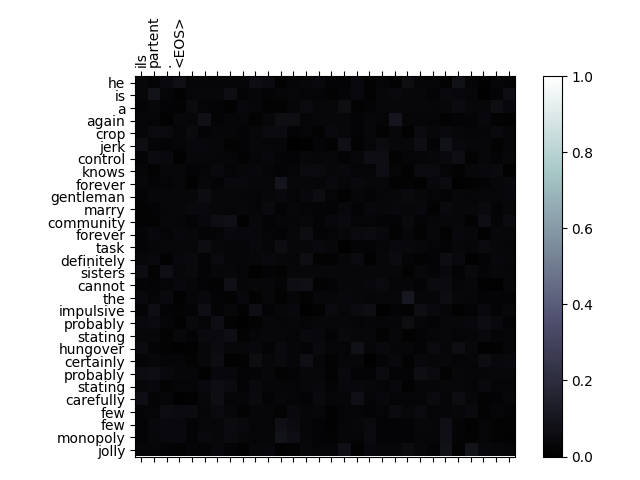 ils
partent
.
<EOS>
he
is
a
again
crop
jerk
control
knows
forever
gentleman
marry
community
forever
task
definitely
sisters
cannot
the
impulsive
probably
stating
hungover
certainly
probably
stating
carefully
few
few
monopoly
jolly
1.0
0.8
0.6
0.4
0.2
0.0